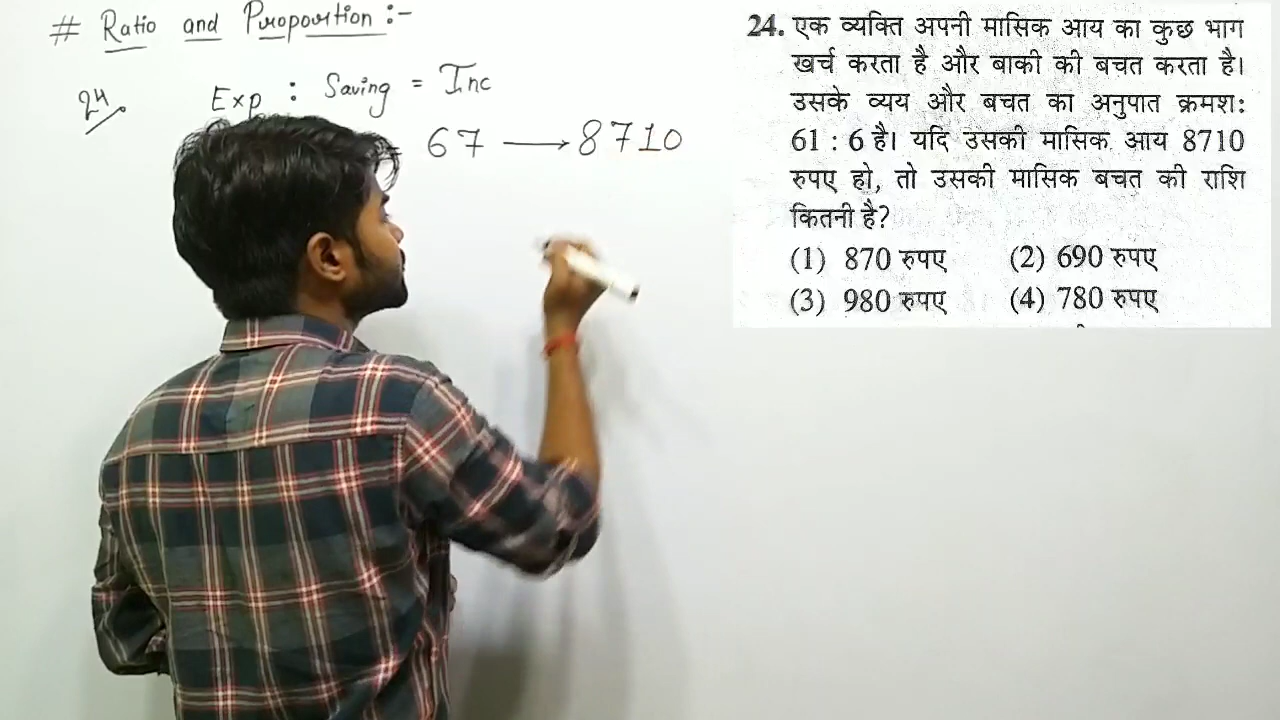 # Ratio and Proportion :-
24. Exp : Saving = Inc
67 → 8710
24. एक व्यक्ति अपनी मासिक आय का कुछ भाग
खर्च करता है और बाकी की बचत करता है।
उसके व्यय और बचत का अनुपात क्रमश:
61 : 6 है। यदि उसकी मासिक आय 8710
रुपए हो, तो उसकी मासिक बचत की राशि
कितनी है?
(1) 870 रुपए (2) 690 रुपए
(3) 980 रुपए (4) 780 रुपए